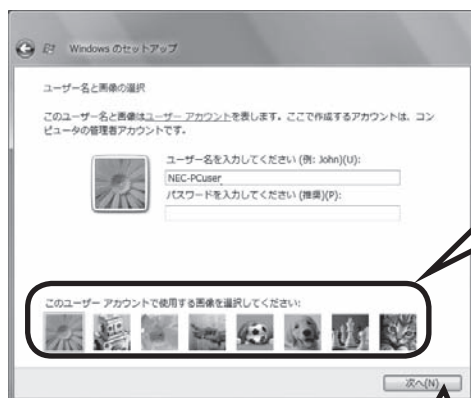 Windows のセットアップ
ユーザー名と画像の選択
このユーザー名と画像はユーザー アカウントを表します。ここで作成するアカウントは、コン
ピュータの管理者アカウントです。
ユーザー名を入力してください (例: John)(U):
NEC-PCuser
パスワードを入力してください (推奨)(P):
このユーザー アカウントで使用する画像を選択してください:
次へ(N)